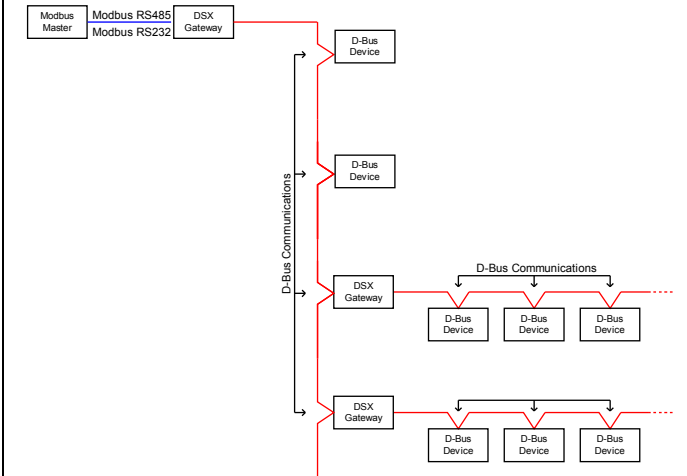 Modbus
Master
Modbus RS485
Modbus RS232
DSX
Gateway
D-Bus
Device
D-Bus
Device
D-Bus Communications
DSX
Gateway
D-Bus Communications
D-Bus
Device
D-Bus
Device
D-Bus
Device
DSX
Gateway
D-Bus
Device
D-Bus
Device
D-Bus
Device